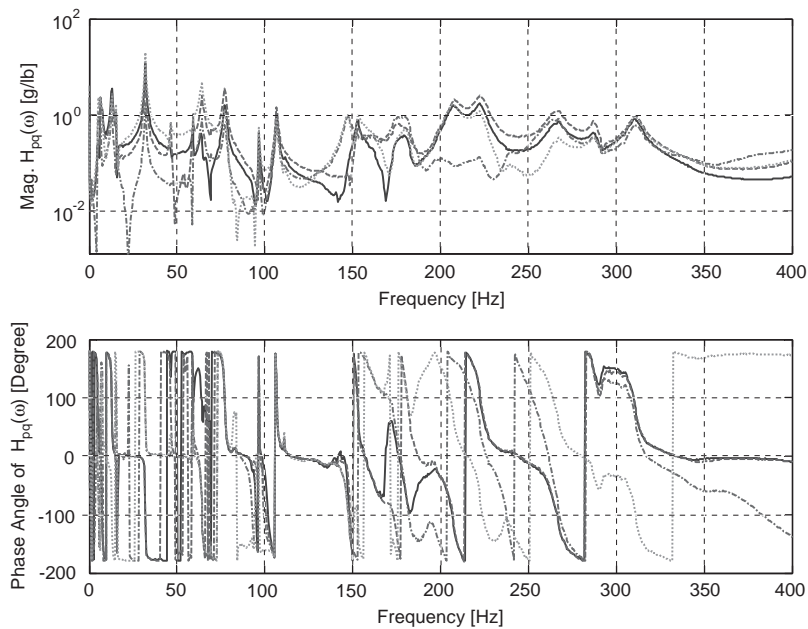 Mag. Hpq(ω) [g/lb]
10^2
10^0
10^-2
0 50 100 150 200 250 300 350 400
Frequency [Hz]
Phase Angle of Hpq(ω) [Degree]
200
100
0
-100
-200
0 50 100 150 200 250 300 350 400
Frequency [Hz]